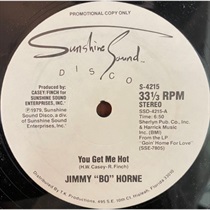 PROMOTIONAL COPY ONLY
Sunshine Sound
DISCO
Produced by:
CASEY/FINCH for
SUNSHINE SOUND
ENTERPRISES, INC.
S-4215
33⅓ RPM
STEREO
SSD-4215-A
Time: 6:50
Sherlyn Pub. Co., Inc.
& Harrick Music
Inc. (BMI)
From the LP
"Goin' Home For Love"
(SSE-7805)
©1979, Sunshine
Sound Disco, a div.
of Sunshine Sound
Enterprises, Inc.
You Get Me Hot
(H.W. Casey-R. Finch)
JIMMY "BO" HORNE